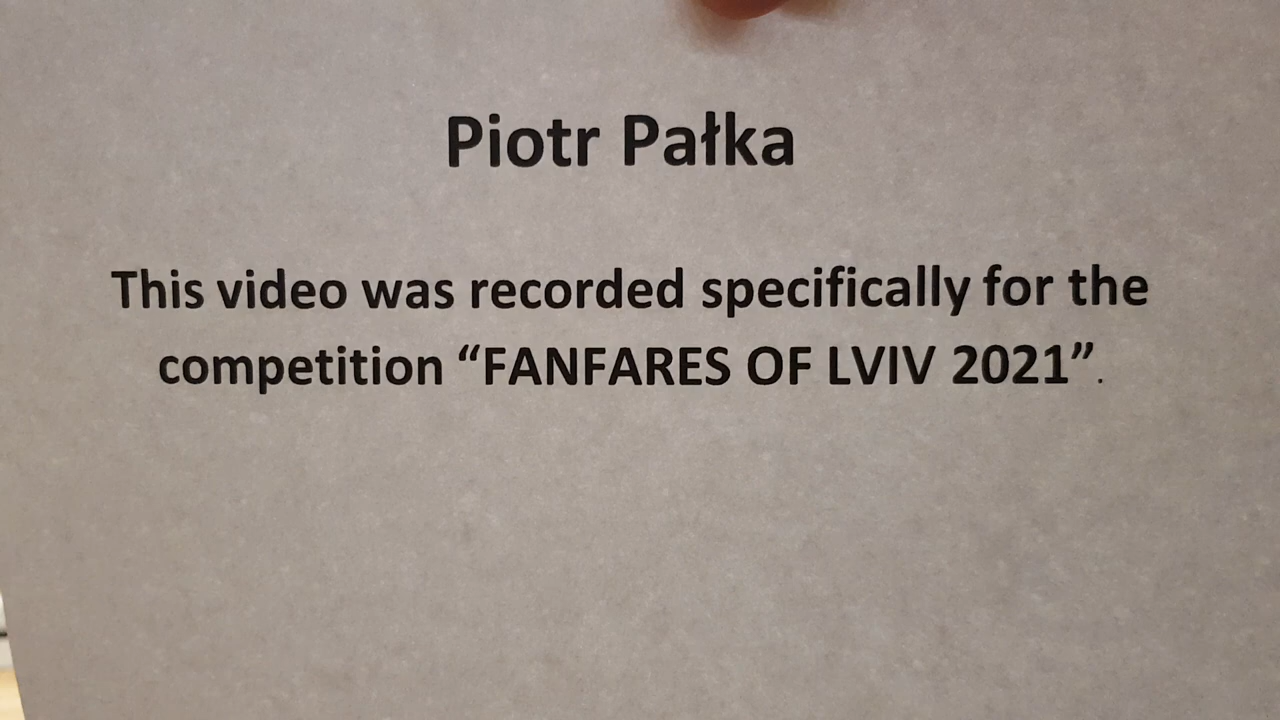 Piotr Pałka
This video was recorded specifically for the
competition “FANFARES OF LVIV 2021”.